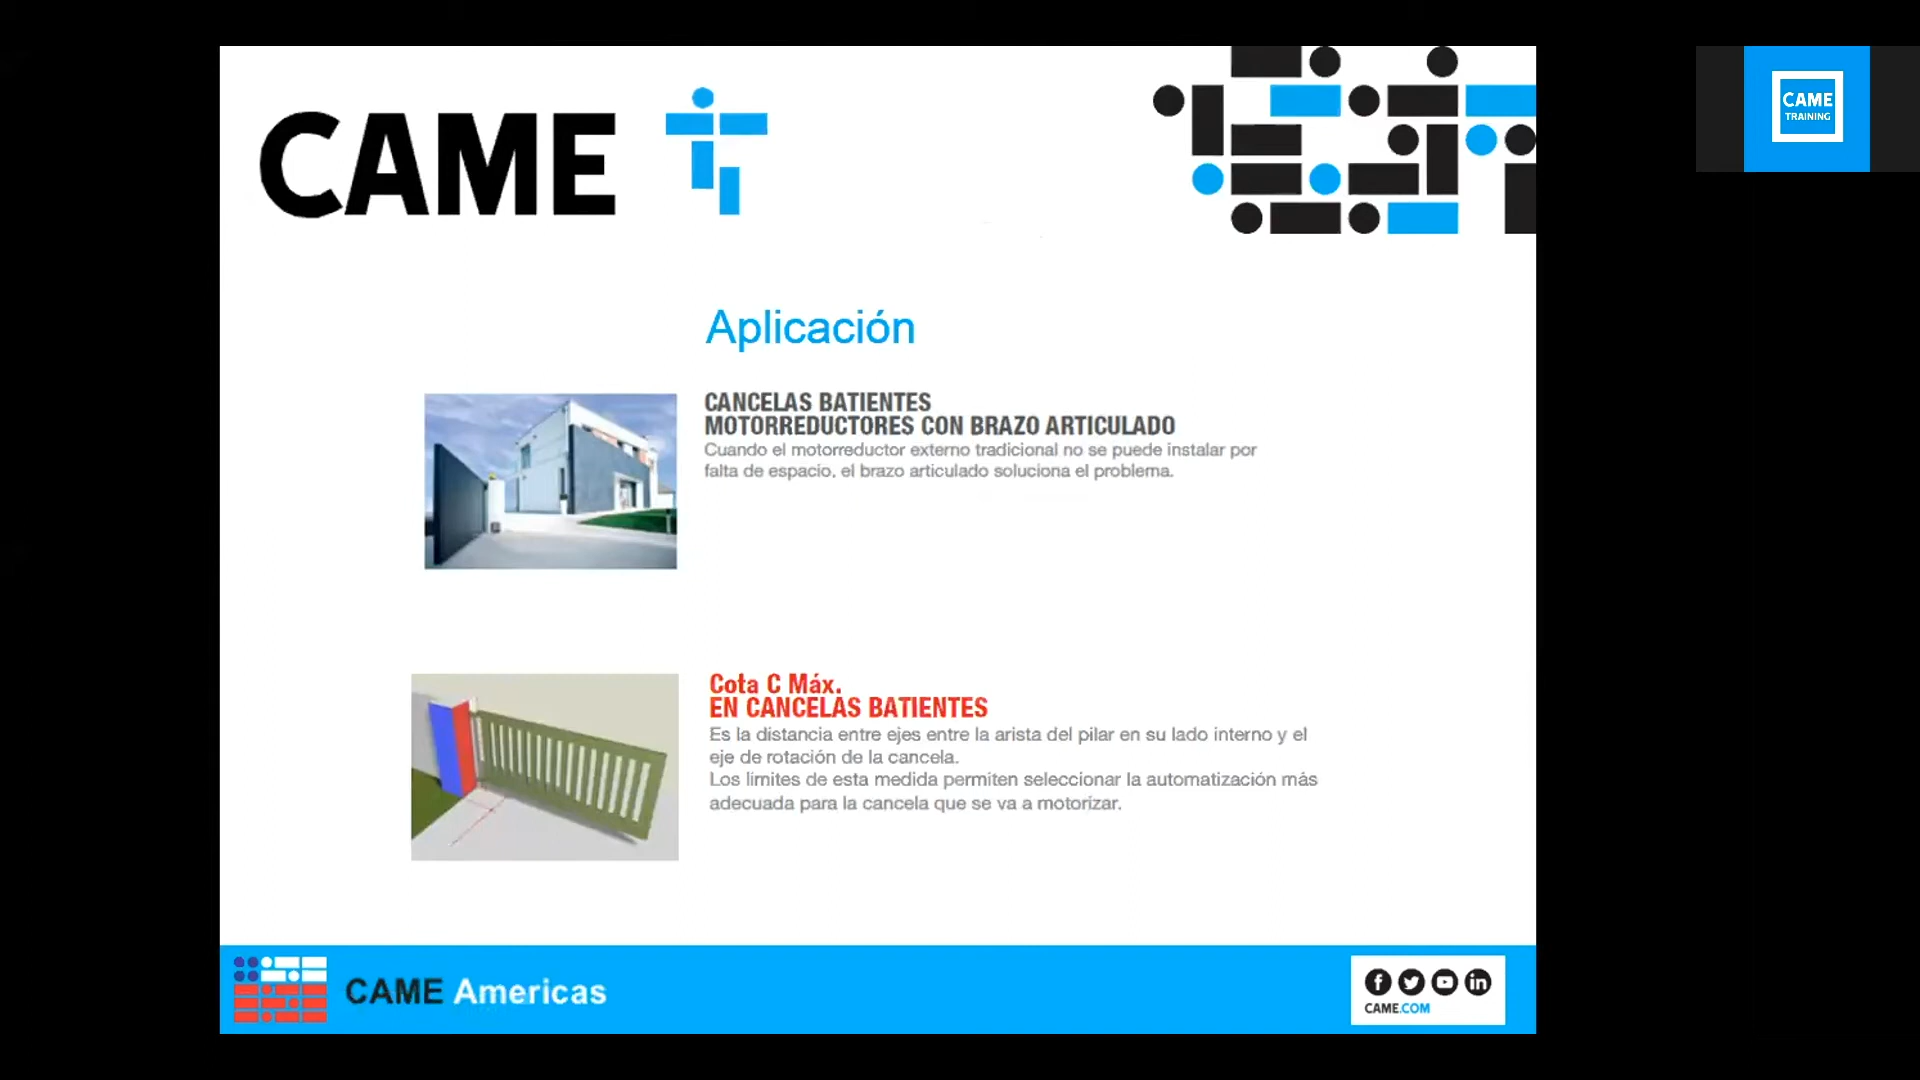 CAME
CAME
TRAINING
Aplicación
CANCELAS BATIENTES
MOTORREDUCTORES CON BRAZO ARTICULADO
Cuando el motorreductor externo tradicional no se puede instalar por
falta de espacio, el brazo articulado soluciona el problema.
Cota C Máx.
EN CANCELAS BATIENTES
Es la distancia entre ejes entre la arista del pilar en su lado interno y el
eje de rotación de la cancela.
Los límites de esta medida permiten seleccionar la automatización más
adecuada para la cancela que se va a motorizar.
CAME Americas
CAME.COM